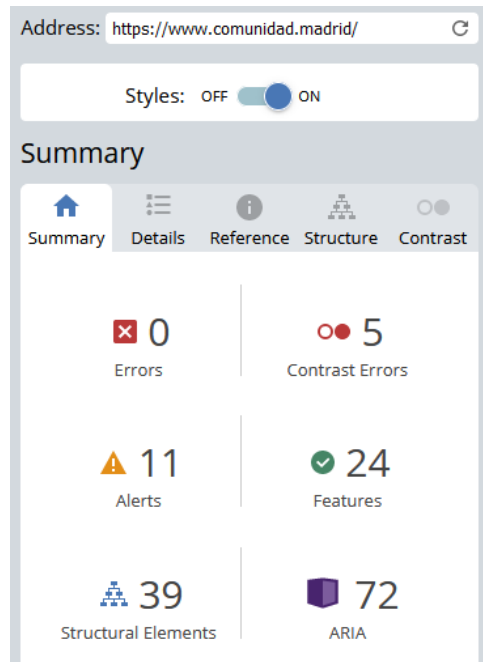 Address: https://www.comunidad.madrid/
Styles: OFF ON
Summary
Summary Details Reference Structure Contrast
0 5
Errors Contrast Errors
11 24
Alerts Features
39 72
Structural Elements ARIA